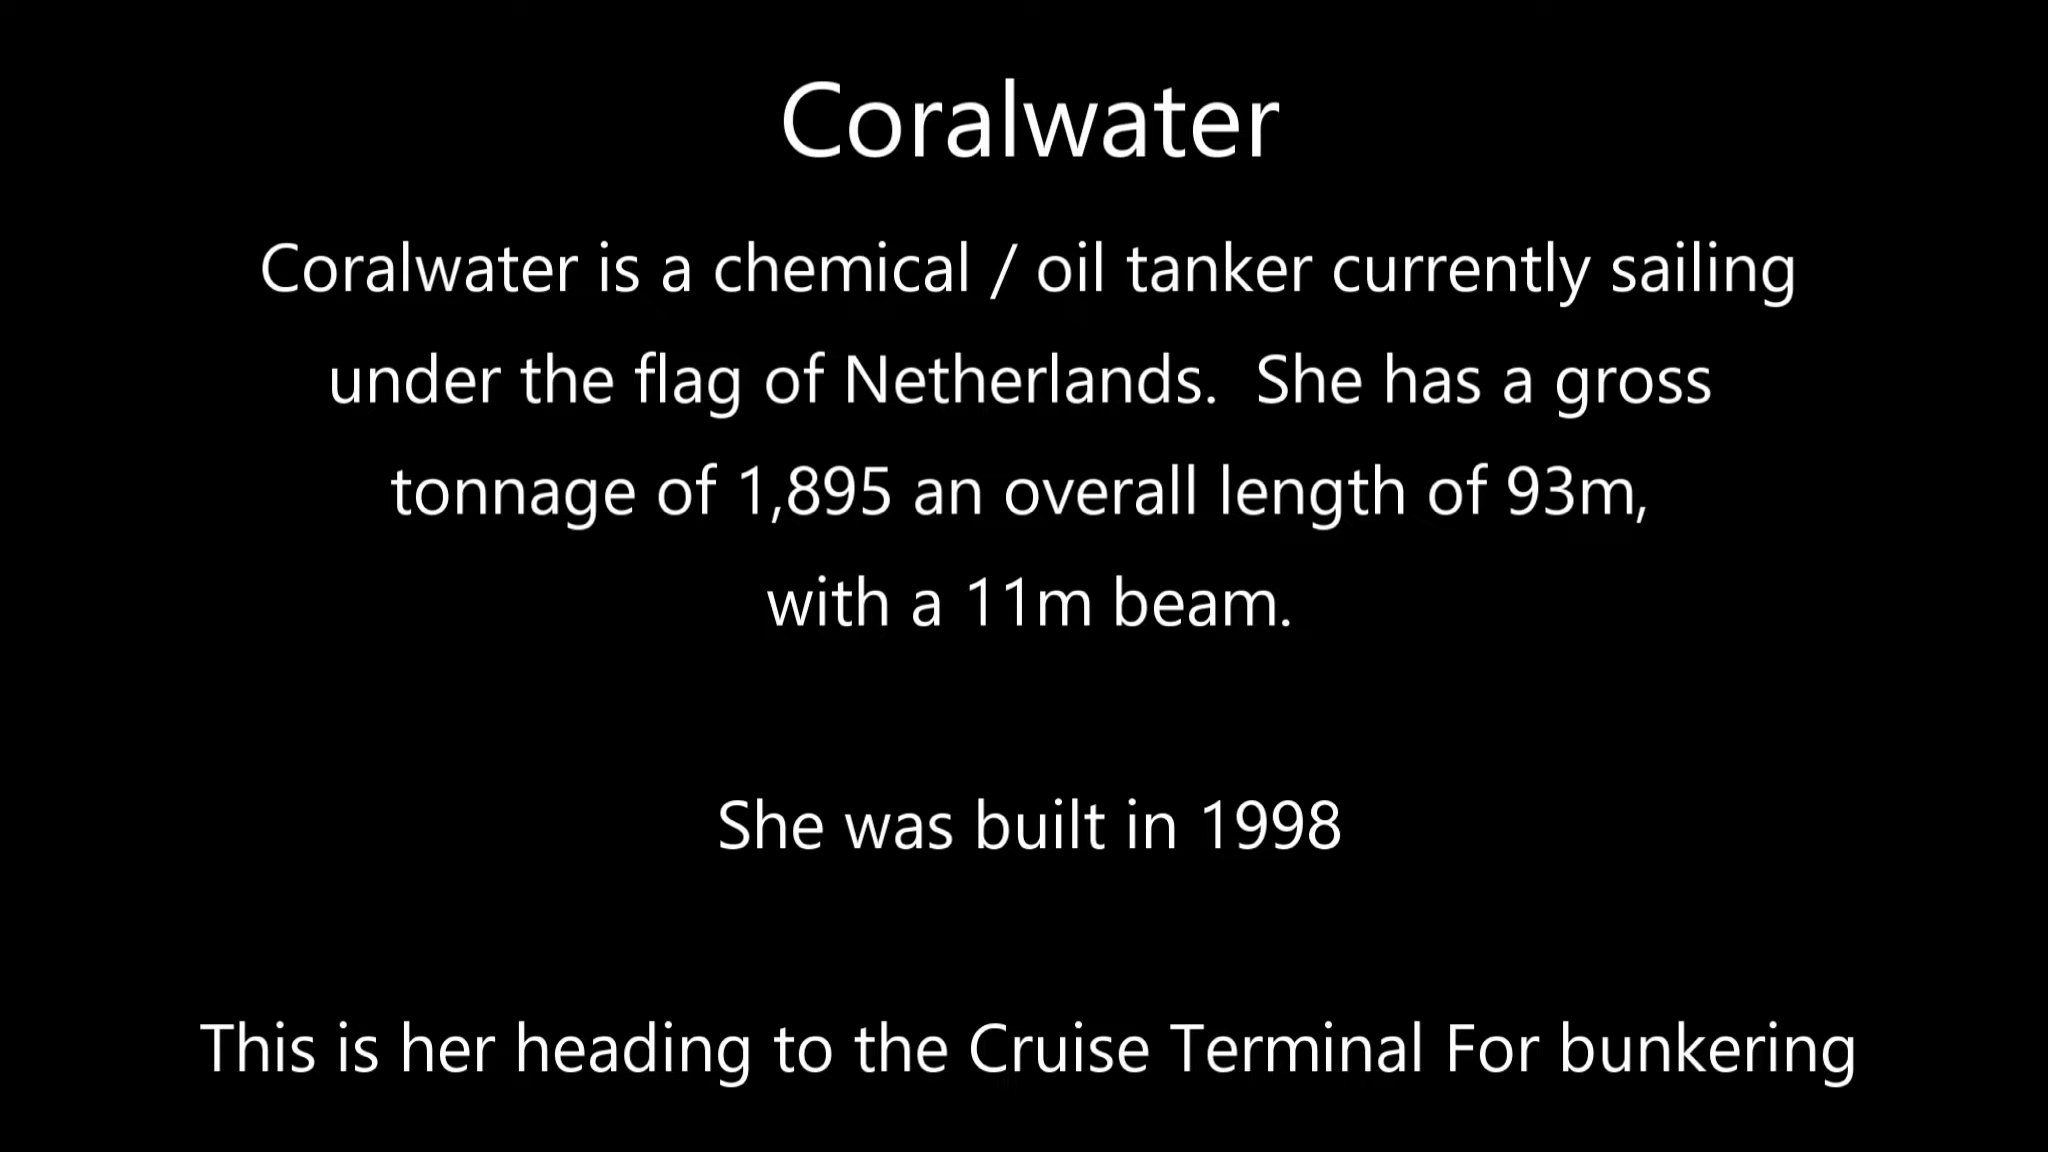 Coralwater
Coralwater is a chemical / oil tanker currently sailing
under the flag of Netherlands.  She has a gross
tonnage of 1,895 an overall length of 93m,
with a 11m beam.
She was built in 1998
This is her heading to the Cruise Terminal For bunkering